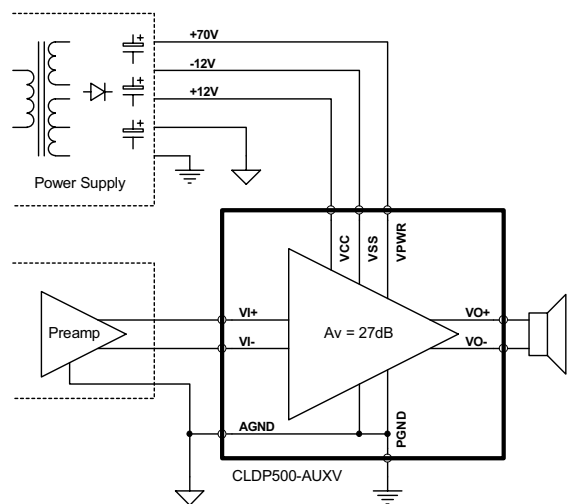 +70V
-12V
+12V
+
+
+
Power Supply
VCC
VSS
VPWR
Preamp
VI+
VI-
Av = 27dB
VO+
VO-
AGND
PGND
CLDP500-AUXV